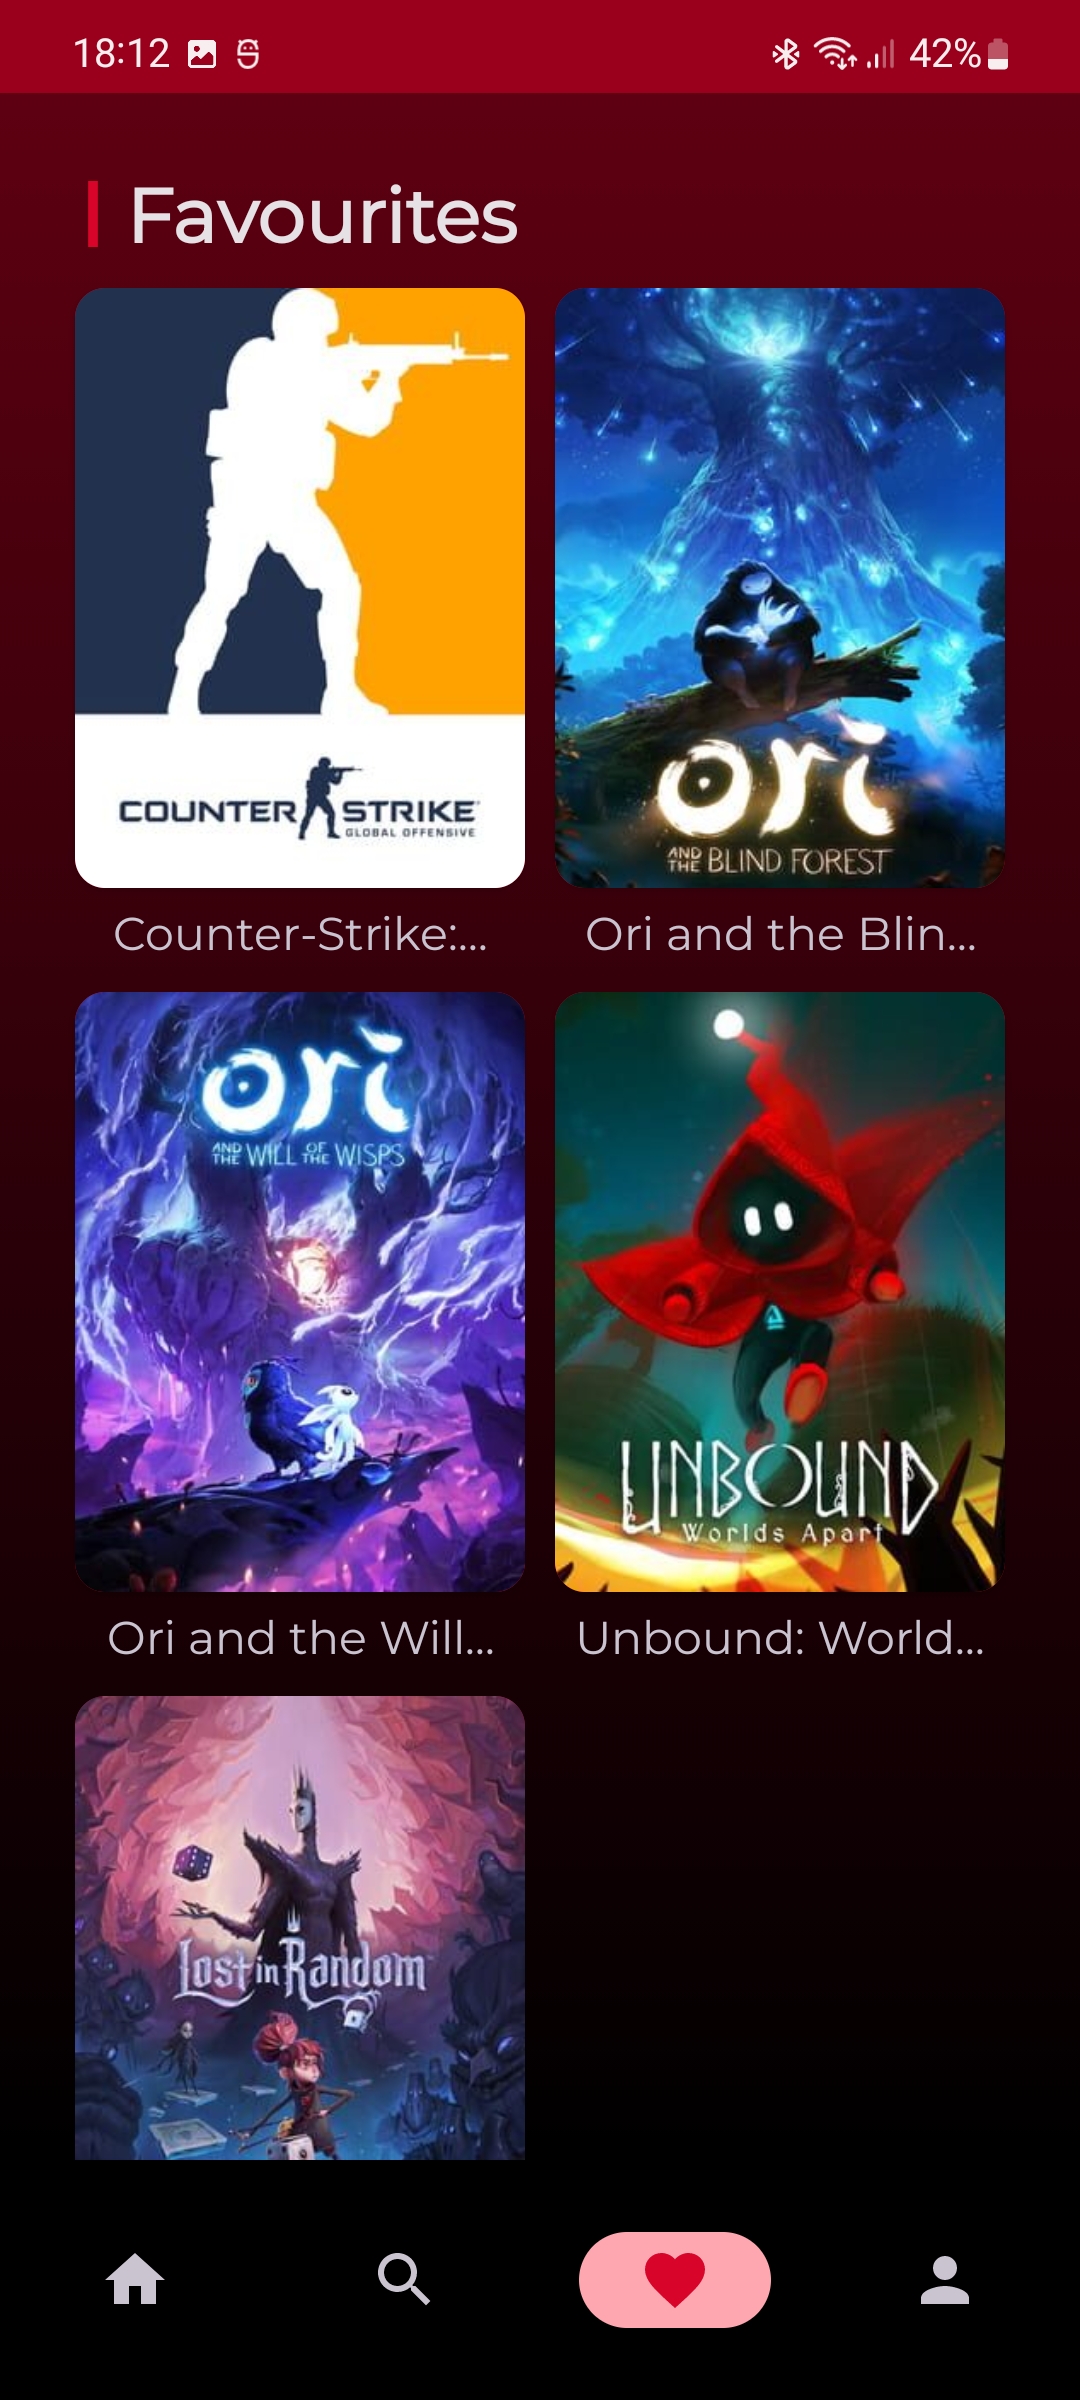 18:12
42%
Favourites
COUNTER STRIKE
GLOBAL OFFENSIVE
ori
AND THE BLIND FOREST
Counter-Strike:...
Ori and the Blin...
ori
AND THE WILL OF THE WISPS
UNBOUND
Worlds Apart
Ori and the Will...
Unbound: World...
Lost in Random